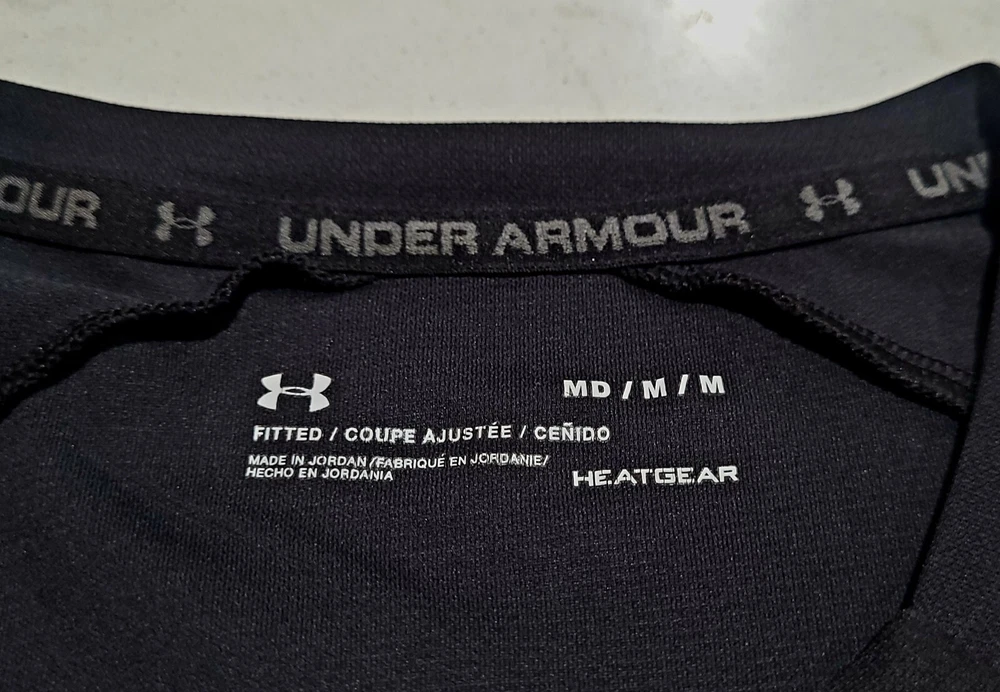 OUR UNDER ARMOUR UN
MD / M / M
FITTED / COUPE AJUSTÉE / CEÑIDO
MADE IN JORDAN / FABRIQUÉ EN JORDANIE/
HECHO EN JORDANIA
HEATGEAR